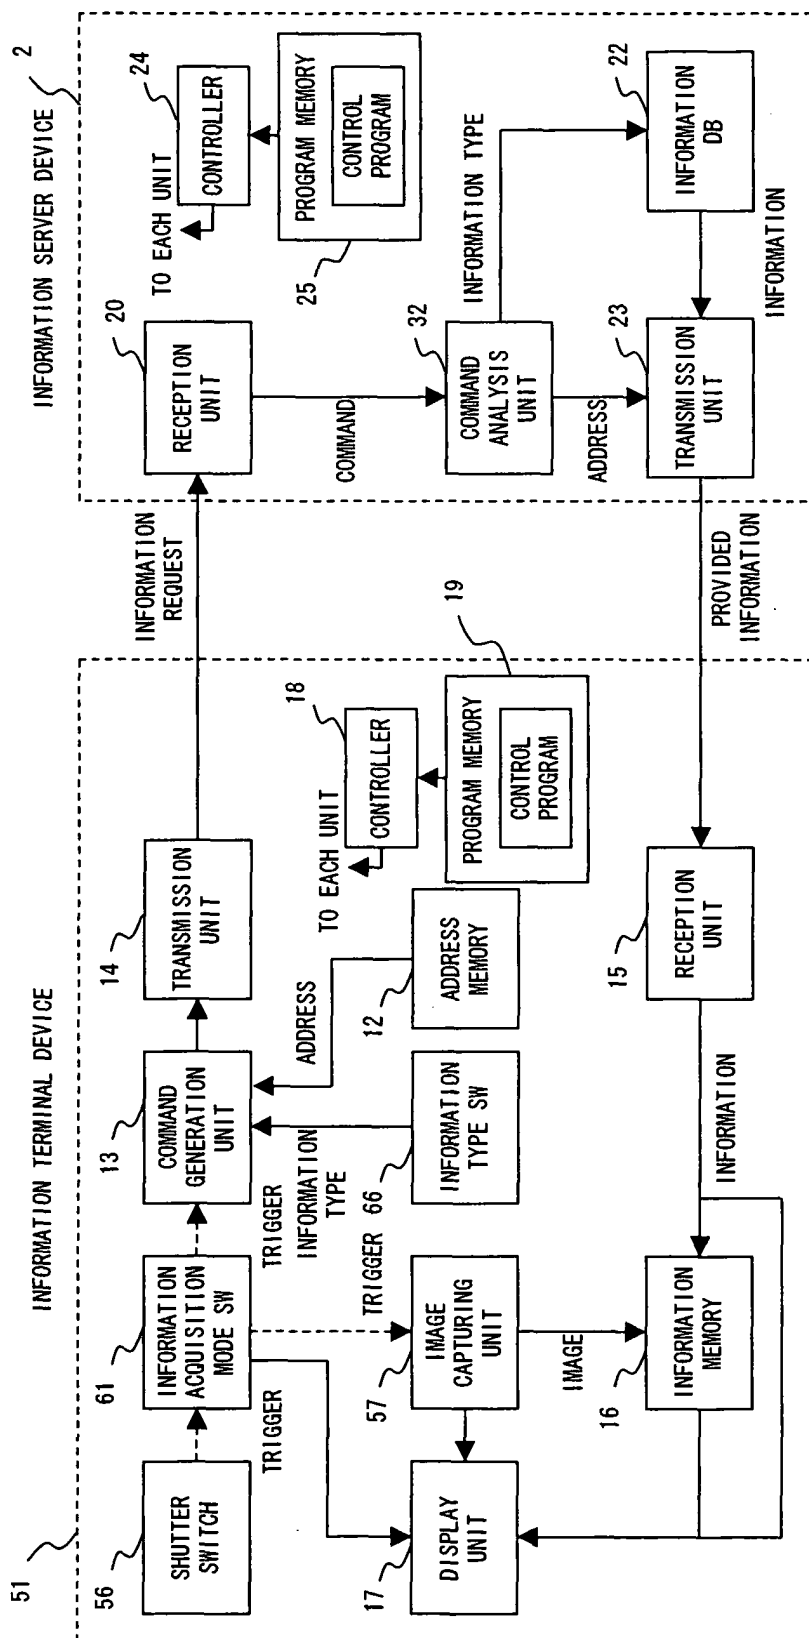 INFORMATION TERMINAL DEVICE
51
56
SHUTTER
SWITCH
61
INFORMATION
ACQUISITION
MODE SW
13
COMMAND
GENERATION
UNIT
14
TRANSMISSION
UNIT
TRIGGER
TRIGGER
INFORMATION
TYPE
ADDRESS
TRIGGER
TO EACH UNIT
18
CONTROLLER
17
DISPLAY
UNIT
57
IMAGE
CAPTURING
UNIT
66
INFORMATION
TYPE SW
12
ADDRESS
MEMORY
19
PROGRAM MEMORY
CONTROL
PROGRAM
IMAGE
16
INFORMATION
MEMORY
INFORMATION
15
RECEPTION
UNIT
INFORMATION
REQUEST
PROVIDED
INFORMATION
INFORMATION SERVER DEVICE
2
20
RECEPTION
UNIT
TO EACH UNIT
24
CONTROLLER
25
PROGRAM MEMORY
CONTROL
PROGRAM
COMMAND
32
COMMAND
ANALYSIS
UNIT
INFORMATION TYPE
ADDRESS
23
TRANSMISSION
UNIT
22
INFORMATION
DB
INFORMATION